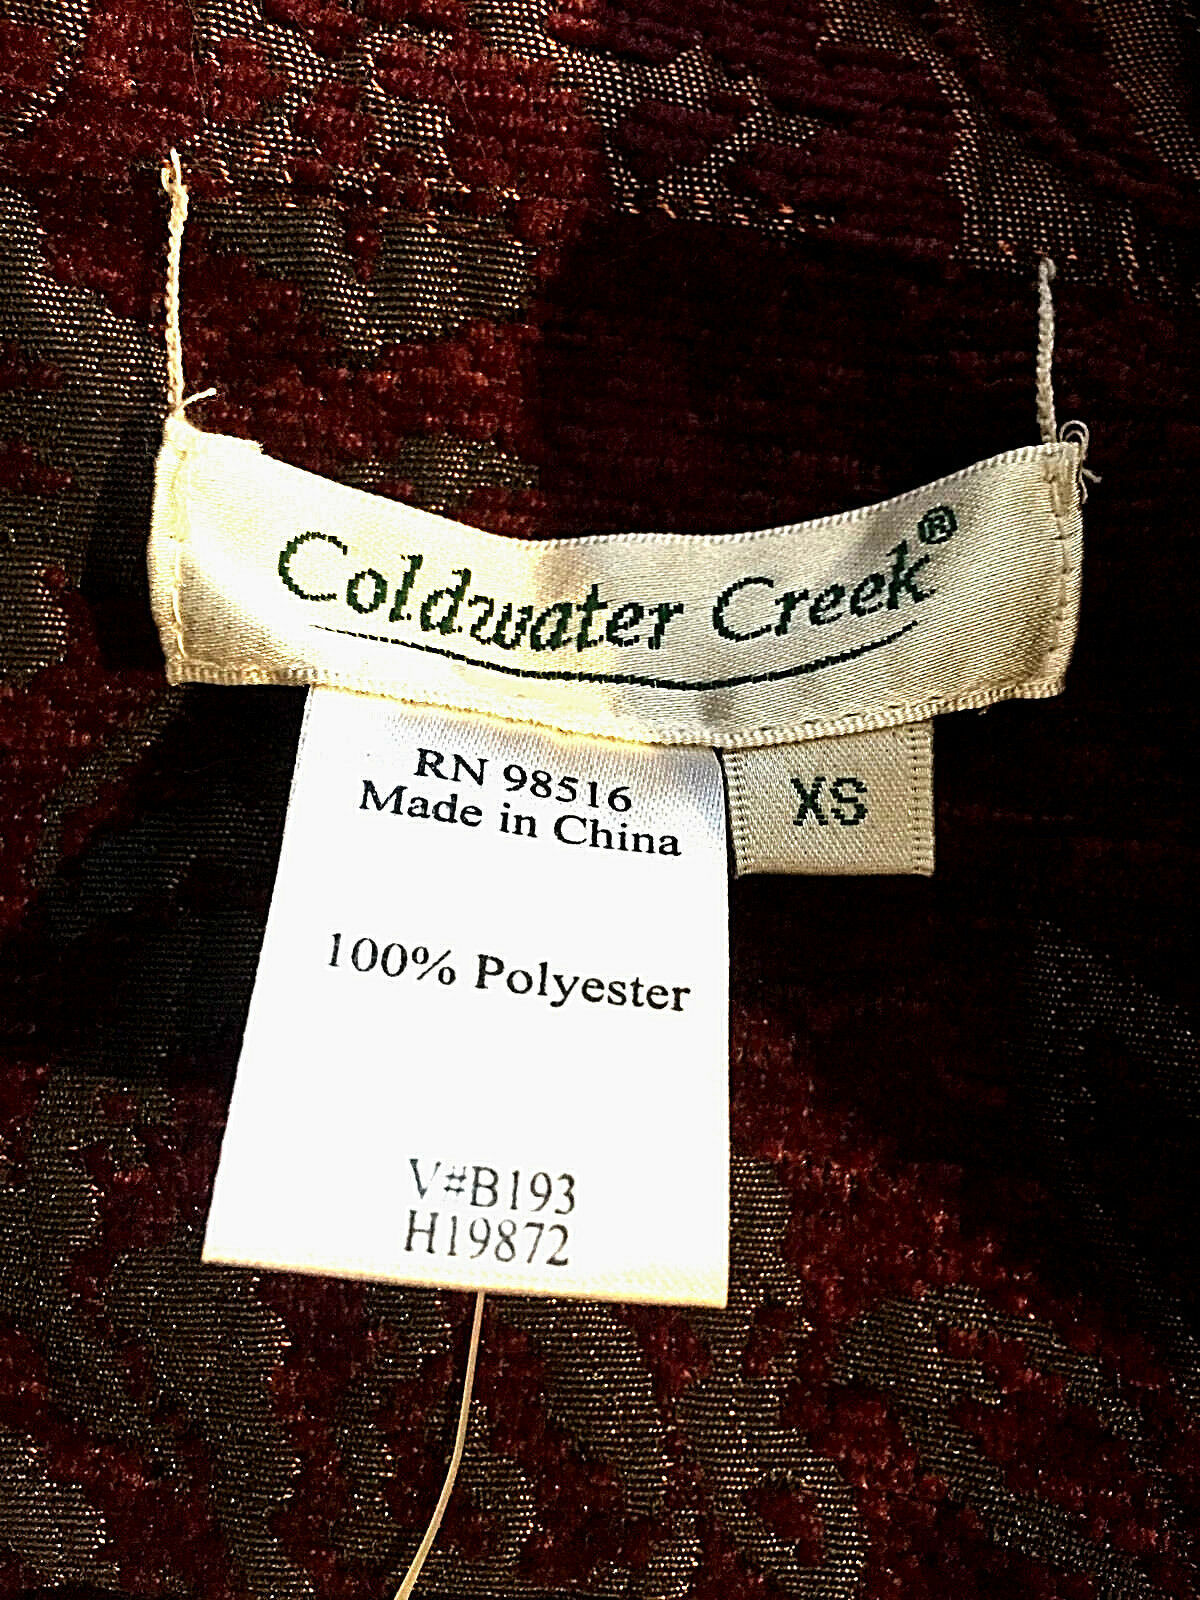 Coldwater Creek®
RN 98516
Made in China
XS
100% Polyester
V#B193
H19872